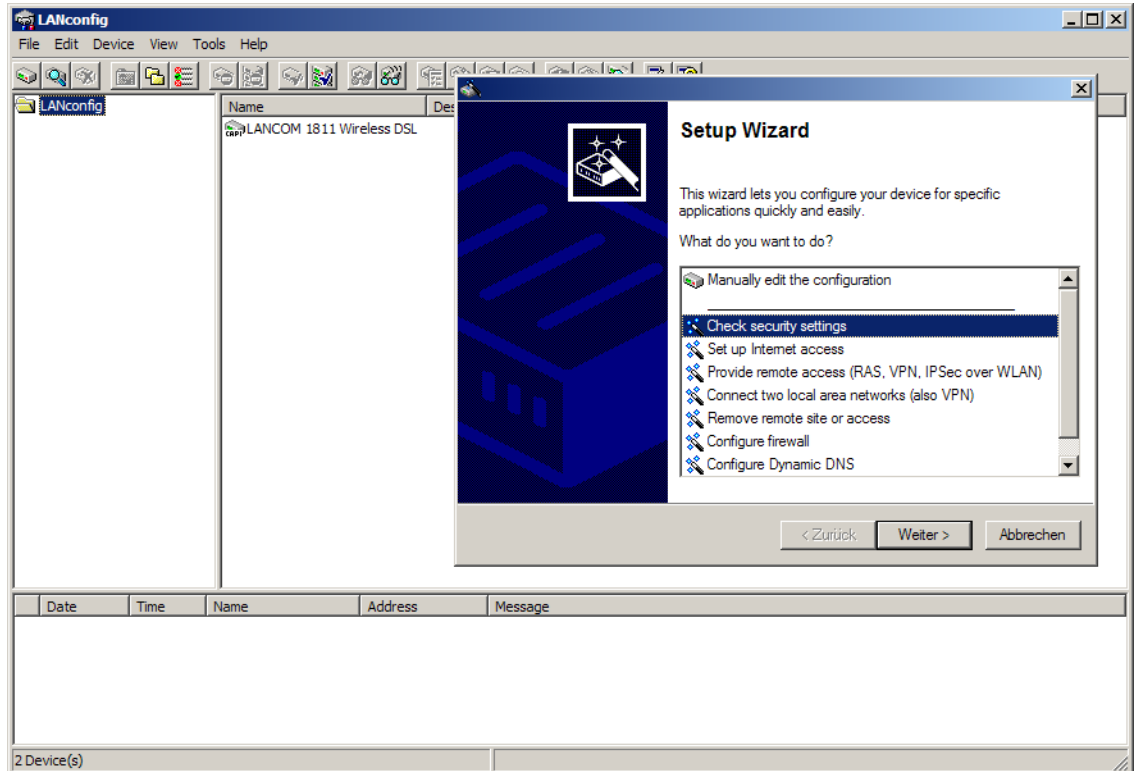 LANconfig
File Edit Device View Tools Help
LANconfig
Name
CAPI LANCOM 1811 Wireless DSL
Setup Wizard
This wizard lets you configure your device for specific
applications quickly and easily.
What do you want to do?
Manually edit the configuration
Check security settings
Set up Internet access
Provide remote access (RAS, VPN, IPSec over WLAN)
Connect two local area networks (also VPN)
Remove remote site or access
Configure firewall
Configure Dynamic DNS
< Zurück Weiter > Abbrechen
Date Time Name Address Message
2 Device(s)